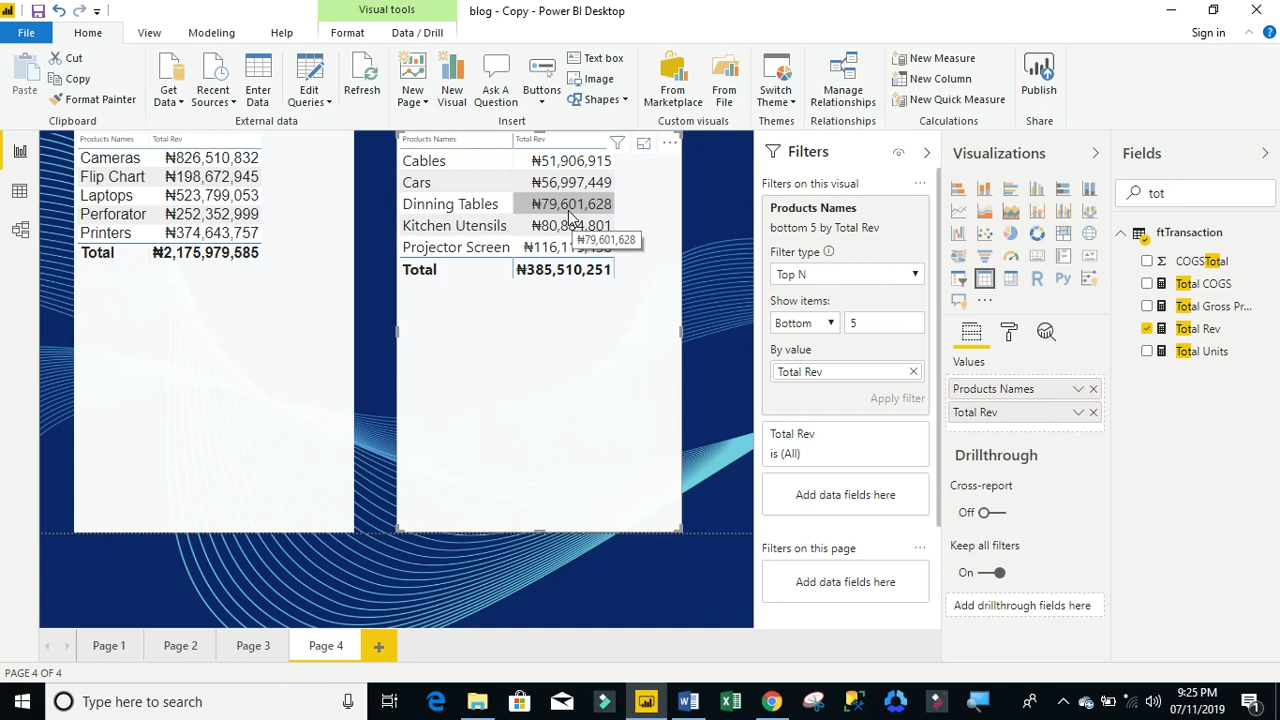 Visual tools
blog - Copy - Power BI Desktop
File Home View Modeling Help Format Data / Drill Sign in
Paste
Cut
Copy
Format Painter
Clipboard
Get Data
Recent Sources
Enter Data
Edit Queries
Refresh
External data
New Page
New Visual
Ask A Question
Buttons
Text box
Image
Shapes
Insert
From Marketplace
From File
Custom visuals
Switch Theme
Themes
Manage Relationships
Relationships
New Measure
New Column
New Quick Measure
Calculations
Publish
Share
Products Names Total Rev
Cameras ₦826,510,832
Flip Chart ₦198,672,945
Laptops ₦523,799,053
Perforator ₦252,352,999
Printers ₦374,643,757
Total ₦2,175,979,585
Products Names Total Rev
Cables ₦51,906,915
Cars ₦56,997,449
Dinning Tables ₦79,601,628
Kitchen Utensils
Projector Screen
Total ₦385,510,251
₦79,601,628
Filters
Filters on this visual
Products Names
bottom 5 by Total Rev
Filter type
Top N
Show items:
Bottom 5
By value
Total Rev
Apply filter
Total Rev
is (All)
Add data fields here
Filters on this page
Add data fields here
Visualizations
R Py
Values
Products Names
Total Rev
Drillthrough
Cross-report
Off
Keep all filters
On
Add drillthrough fields here
Fields
tot
ftTransaction
COGSTotal
Total COGS
Total Gross Pr...
Total Rev
Total Units
Page 1 Page 2 Page 3 Page 4
PAGE 4 OF 4
Type here to search
9:25 PM
07/11/2019
1